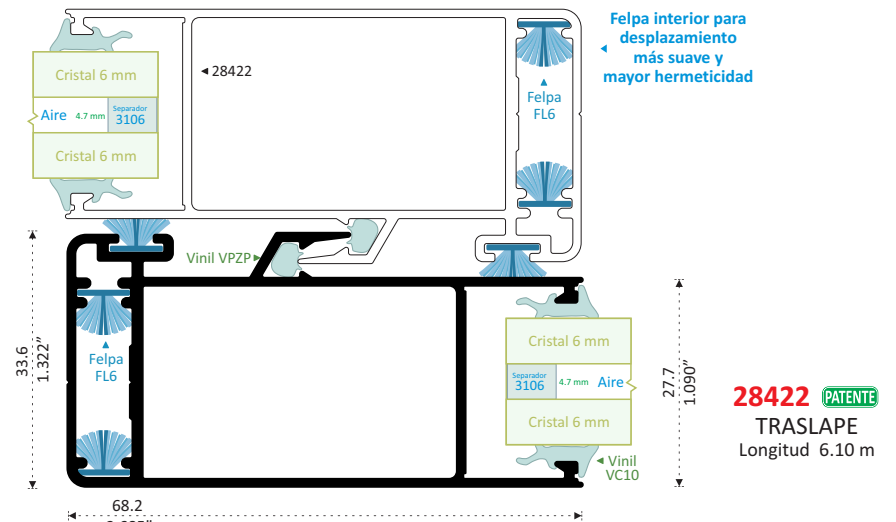 Felpa interior para
desplazamiento
más suave y
mayor hermeticidad
Cristal 6 mm
28422
Felpa
FL6
Aire 4.7 mm Separador
3106
Cristal 6 mm
Vinil VPZP
33.6
1.322”
Felpa
FL6
Cristal 6 mm
Separador
3106 4.7 mm Aire
Cristal 6 mm
Vinil
VC10
27.7
1.090”
28422 PATENTE
TRASLAPE
Longitud 6.10 m
68.2